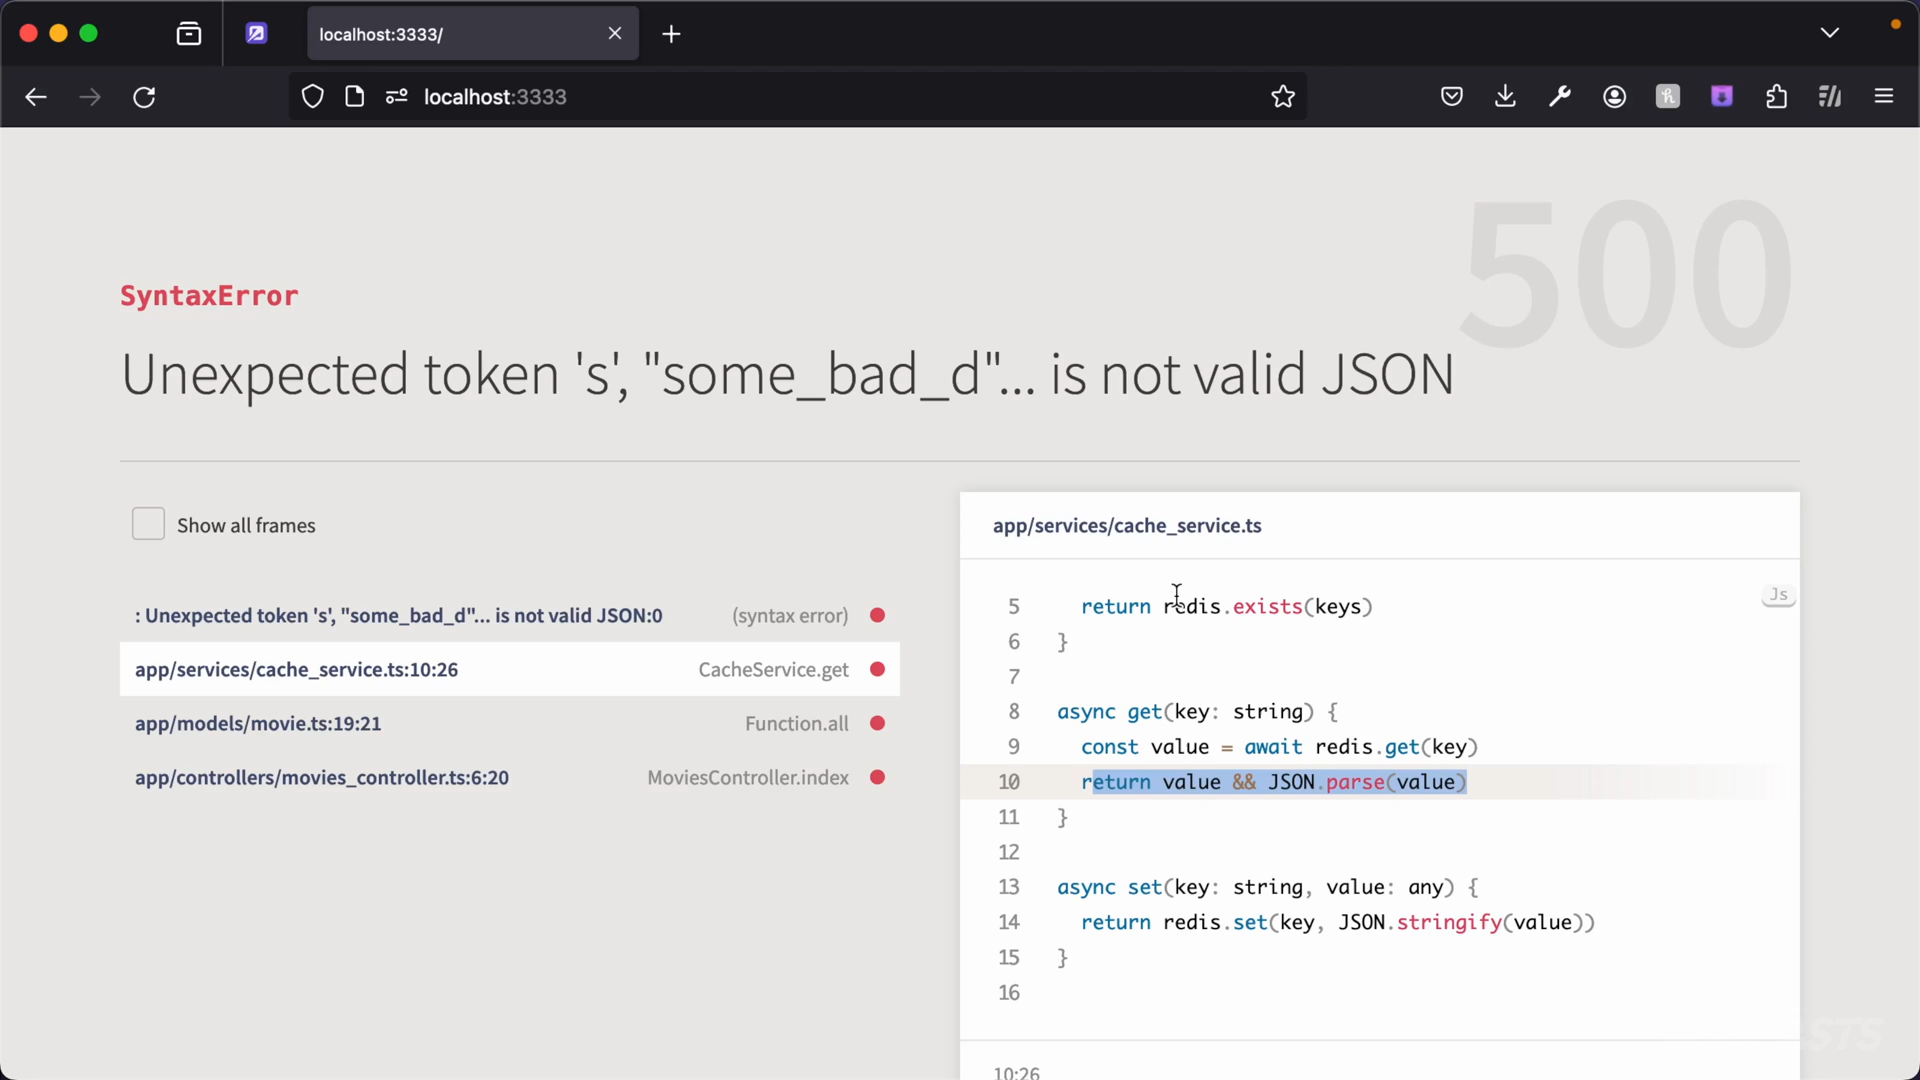 localhost:3333/
localhost:3333
500
SyntaxError
Unexpected token 's', "some_bad_d"... is not valid JSON
Show all frames
: Unexpected token 's', "some_bad_d"... is not valid JSON:0 (syntax error)
app/services/cache_service.ts:10:26 CacheService.get
app/models/movie.ts:19:21 Function.all
app/controllers/movies_controller.ts:6:20 MoviesController.index
app/services/cache_service.ts
Js
5 return redis.exists(keys)
6 }
7
8 async get(key: string) {
9 const value = await redis.get(key)
10 return value && JSON.parse(value)
11 }
12
13 async set(key: string, value: any) {
14 return redis.set(key, JSON.stringify(value))
15 }
16
10:26